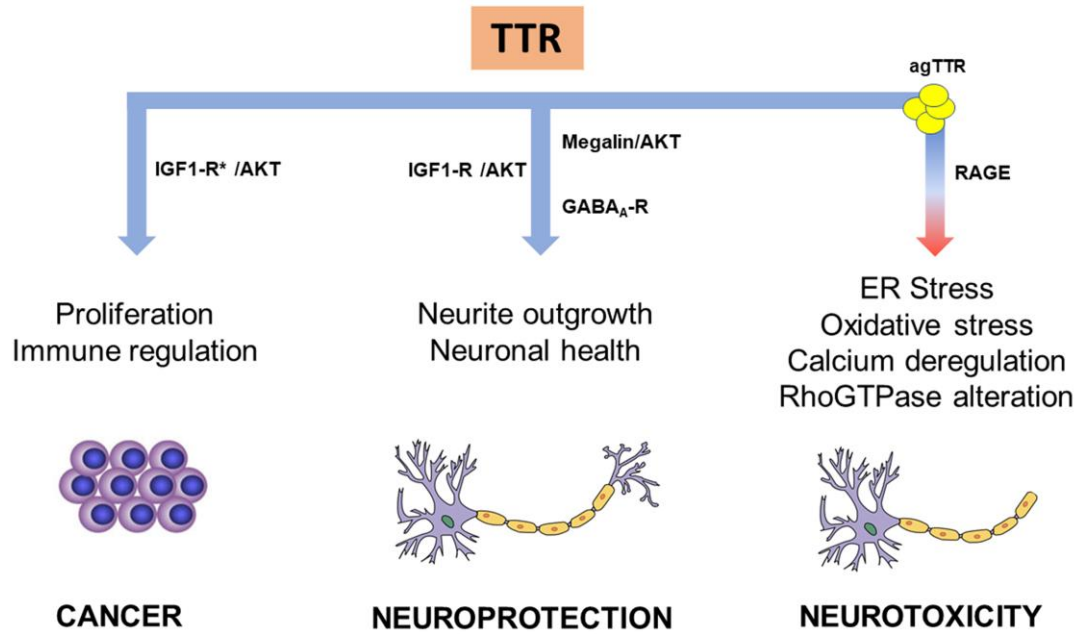 TTR
agTTR
IGF1-R* /AKT
IGF1-R /AKT
Megalin/AKT
GABAA-R
RAGE
Proliferation
Immune regulation
Neurite outgrowth
Neuronal health
ER Stress
Oxidative stress
Calcium deregulation
RhoGTPase alteration
CANCER
NEUROPROTECTION
NEUROTOXICITY